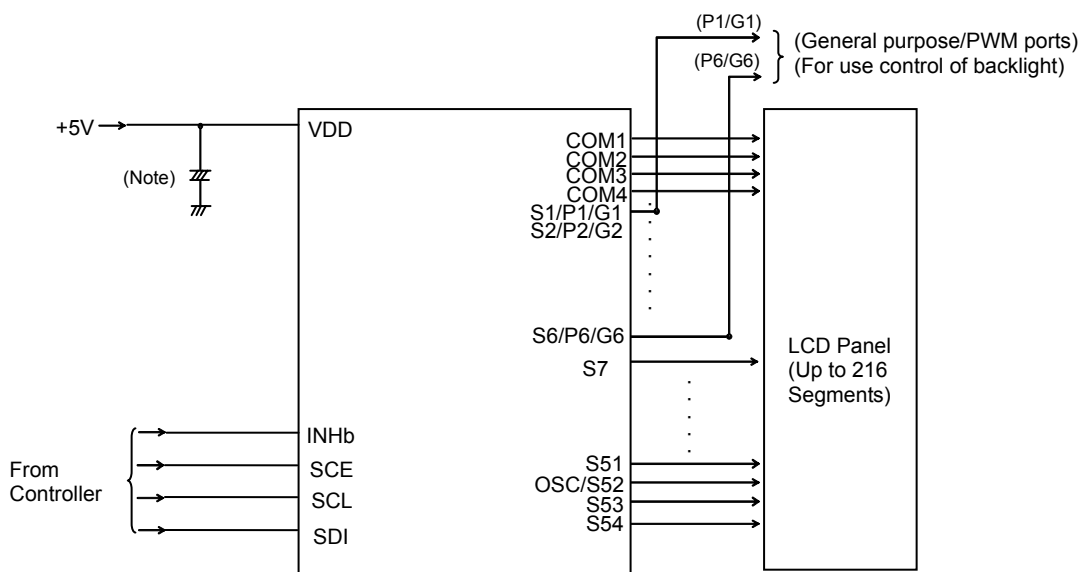 (P1/G1)
(General purpose/PWM ports)
(P6/G6)
(For use control of backlight)
+5V
VDD
(Note)
COM1
COM2
COM3
COM4
S1/P1/G1
S2/P2/G2
S6/P6/G6
S7
LCD Panel
(Up to 216
Segments)
From
Controller
INHb
SCE
SCL
SDI
S51
OSC/S52
S53
S54